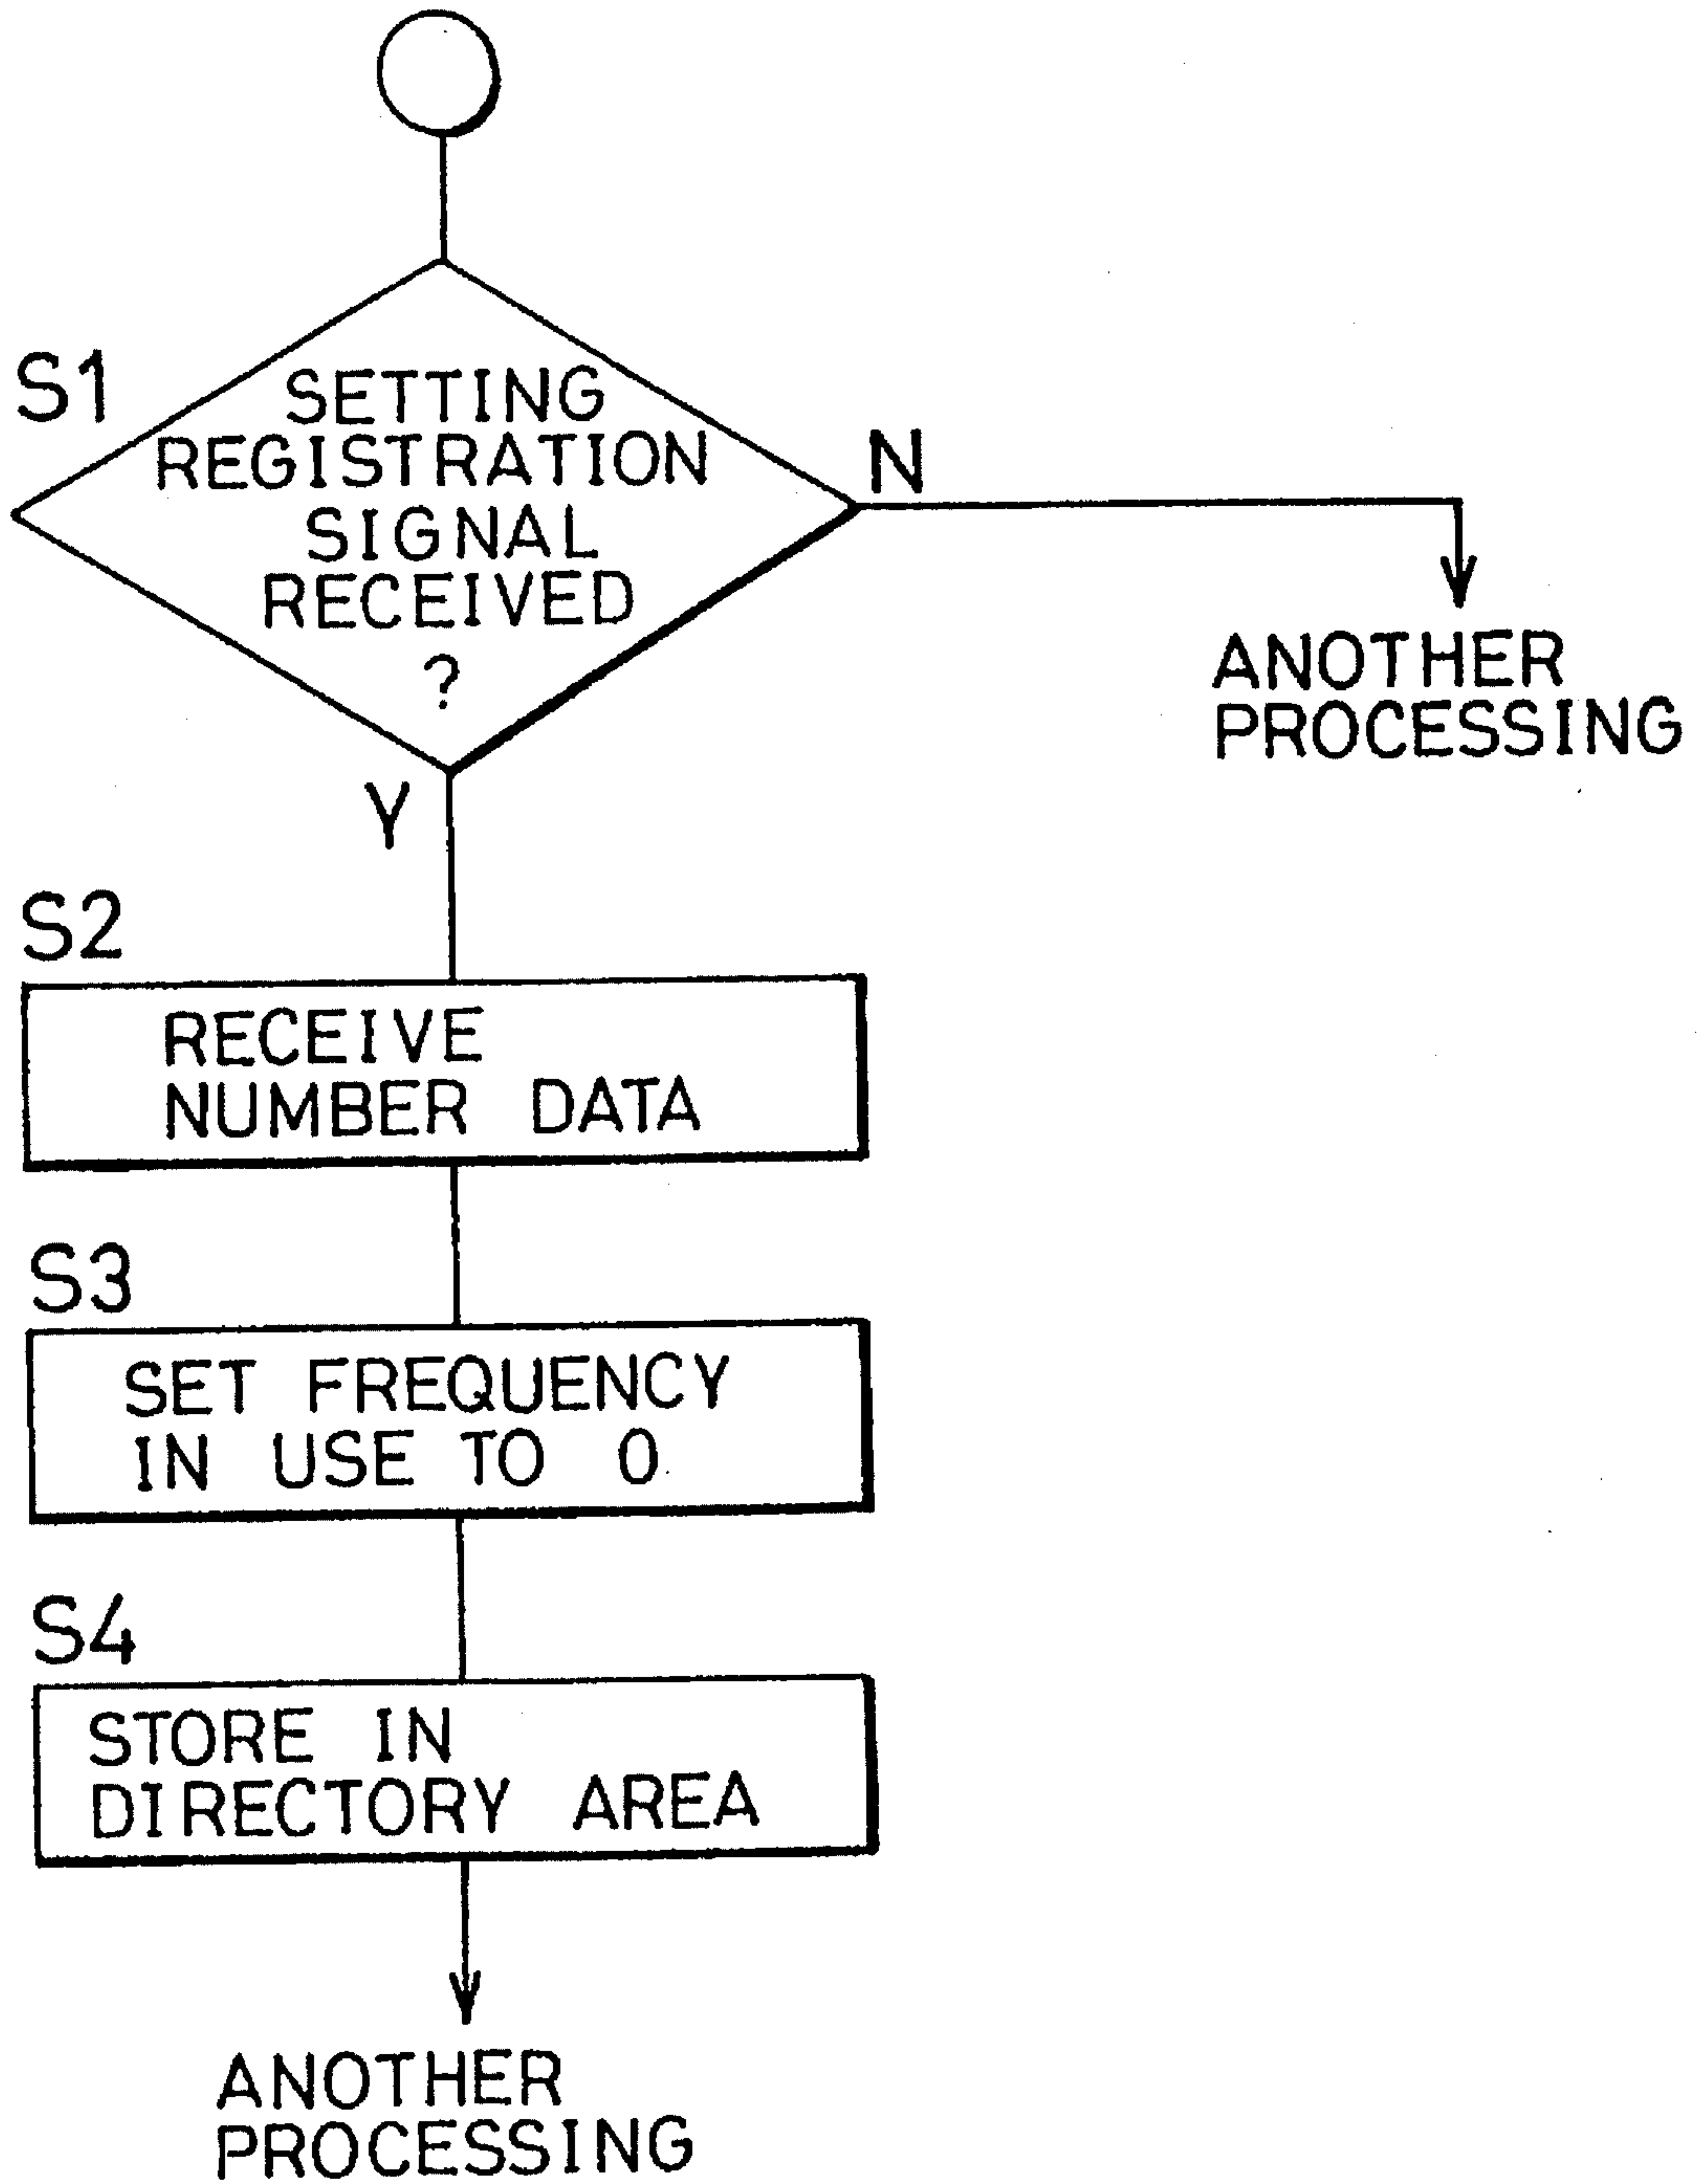 S1
SETTING
REGISTRATION
SIGNAL
RECEIVED
?
N
ANOTHER
PROCESSING
Y
S2
RECEIVE
NUMBER DATA
S3
SET FREQUENCY
IN USE TO 0
S4
STORE IN
DIRECTORY AREA
ANOTHER
PROCESSING